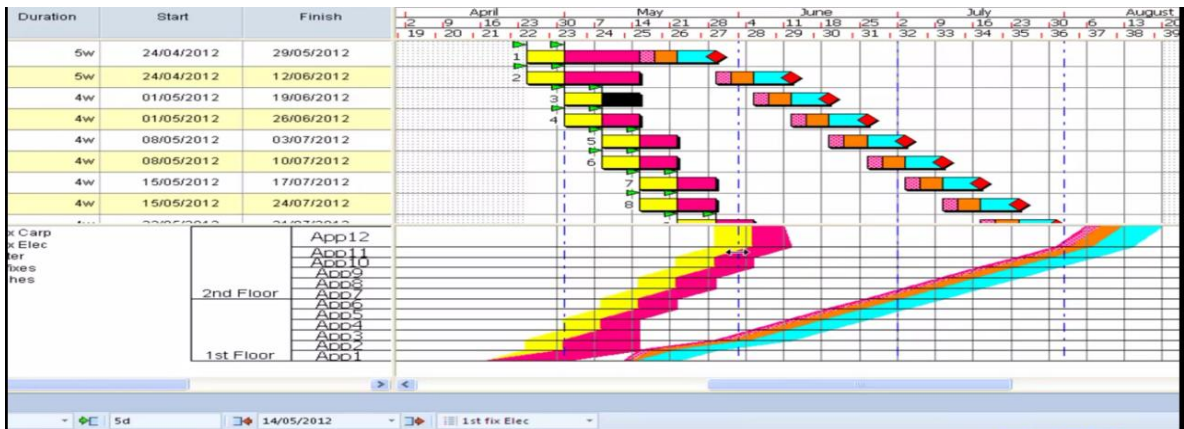 Duration Start Finish
April May June July August
2 9 16 23 30 7 14 21 28 4 11 18 25 2 9 16 23 30 6 13 20
19 20 21 22 23 24 25 26 27 28 29 30 31 32 33 34 35 36 37 38 39
5w 24/04/2012 29/05/2012 1
5w 24/04/2012 12/06/2012 2
4w 01/05/2012 19/06/2012 3
4w 01/05/2012 26/06/2012 4
4w 08/05/2012 03/07/2012 5
4w 08/05/2012 10/07/2012 6
4w 15/05/2012 17/07/2012 7
4w 15/05/2012 24/07/2012 8
x Carp
x Elec
ter
fixes
hes
App12
App11
App10
App9
App8
2nd Floor App7
App6
App5
App4
App3
App2
1st Floor App1
5d 14/05/2012 1st fix Elec